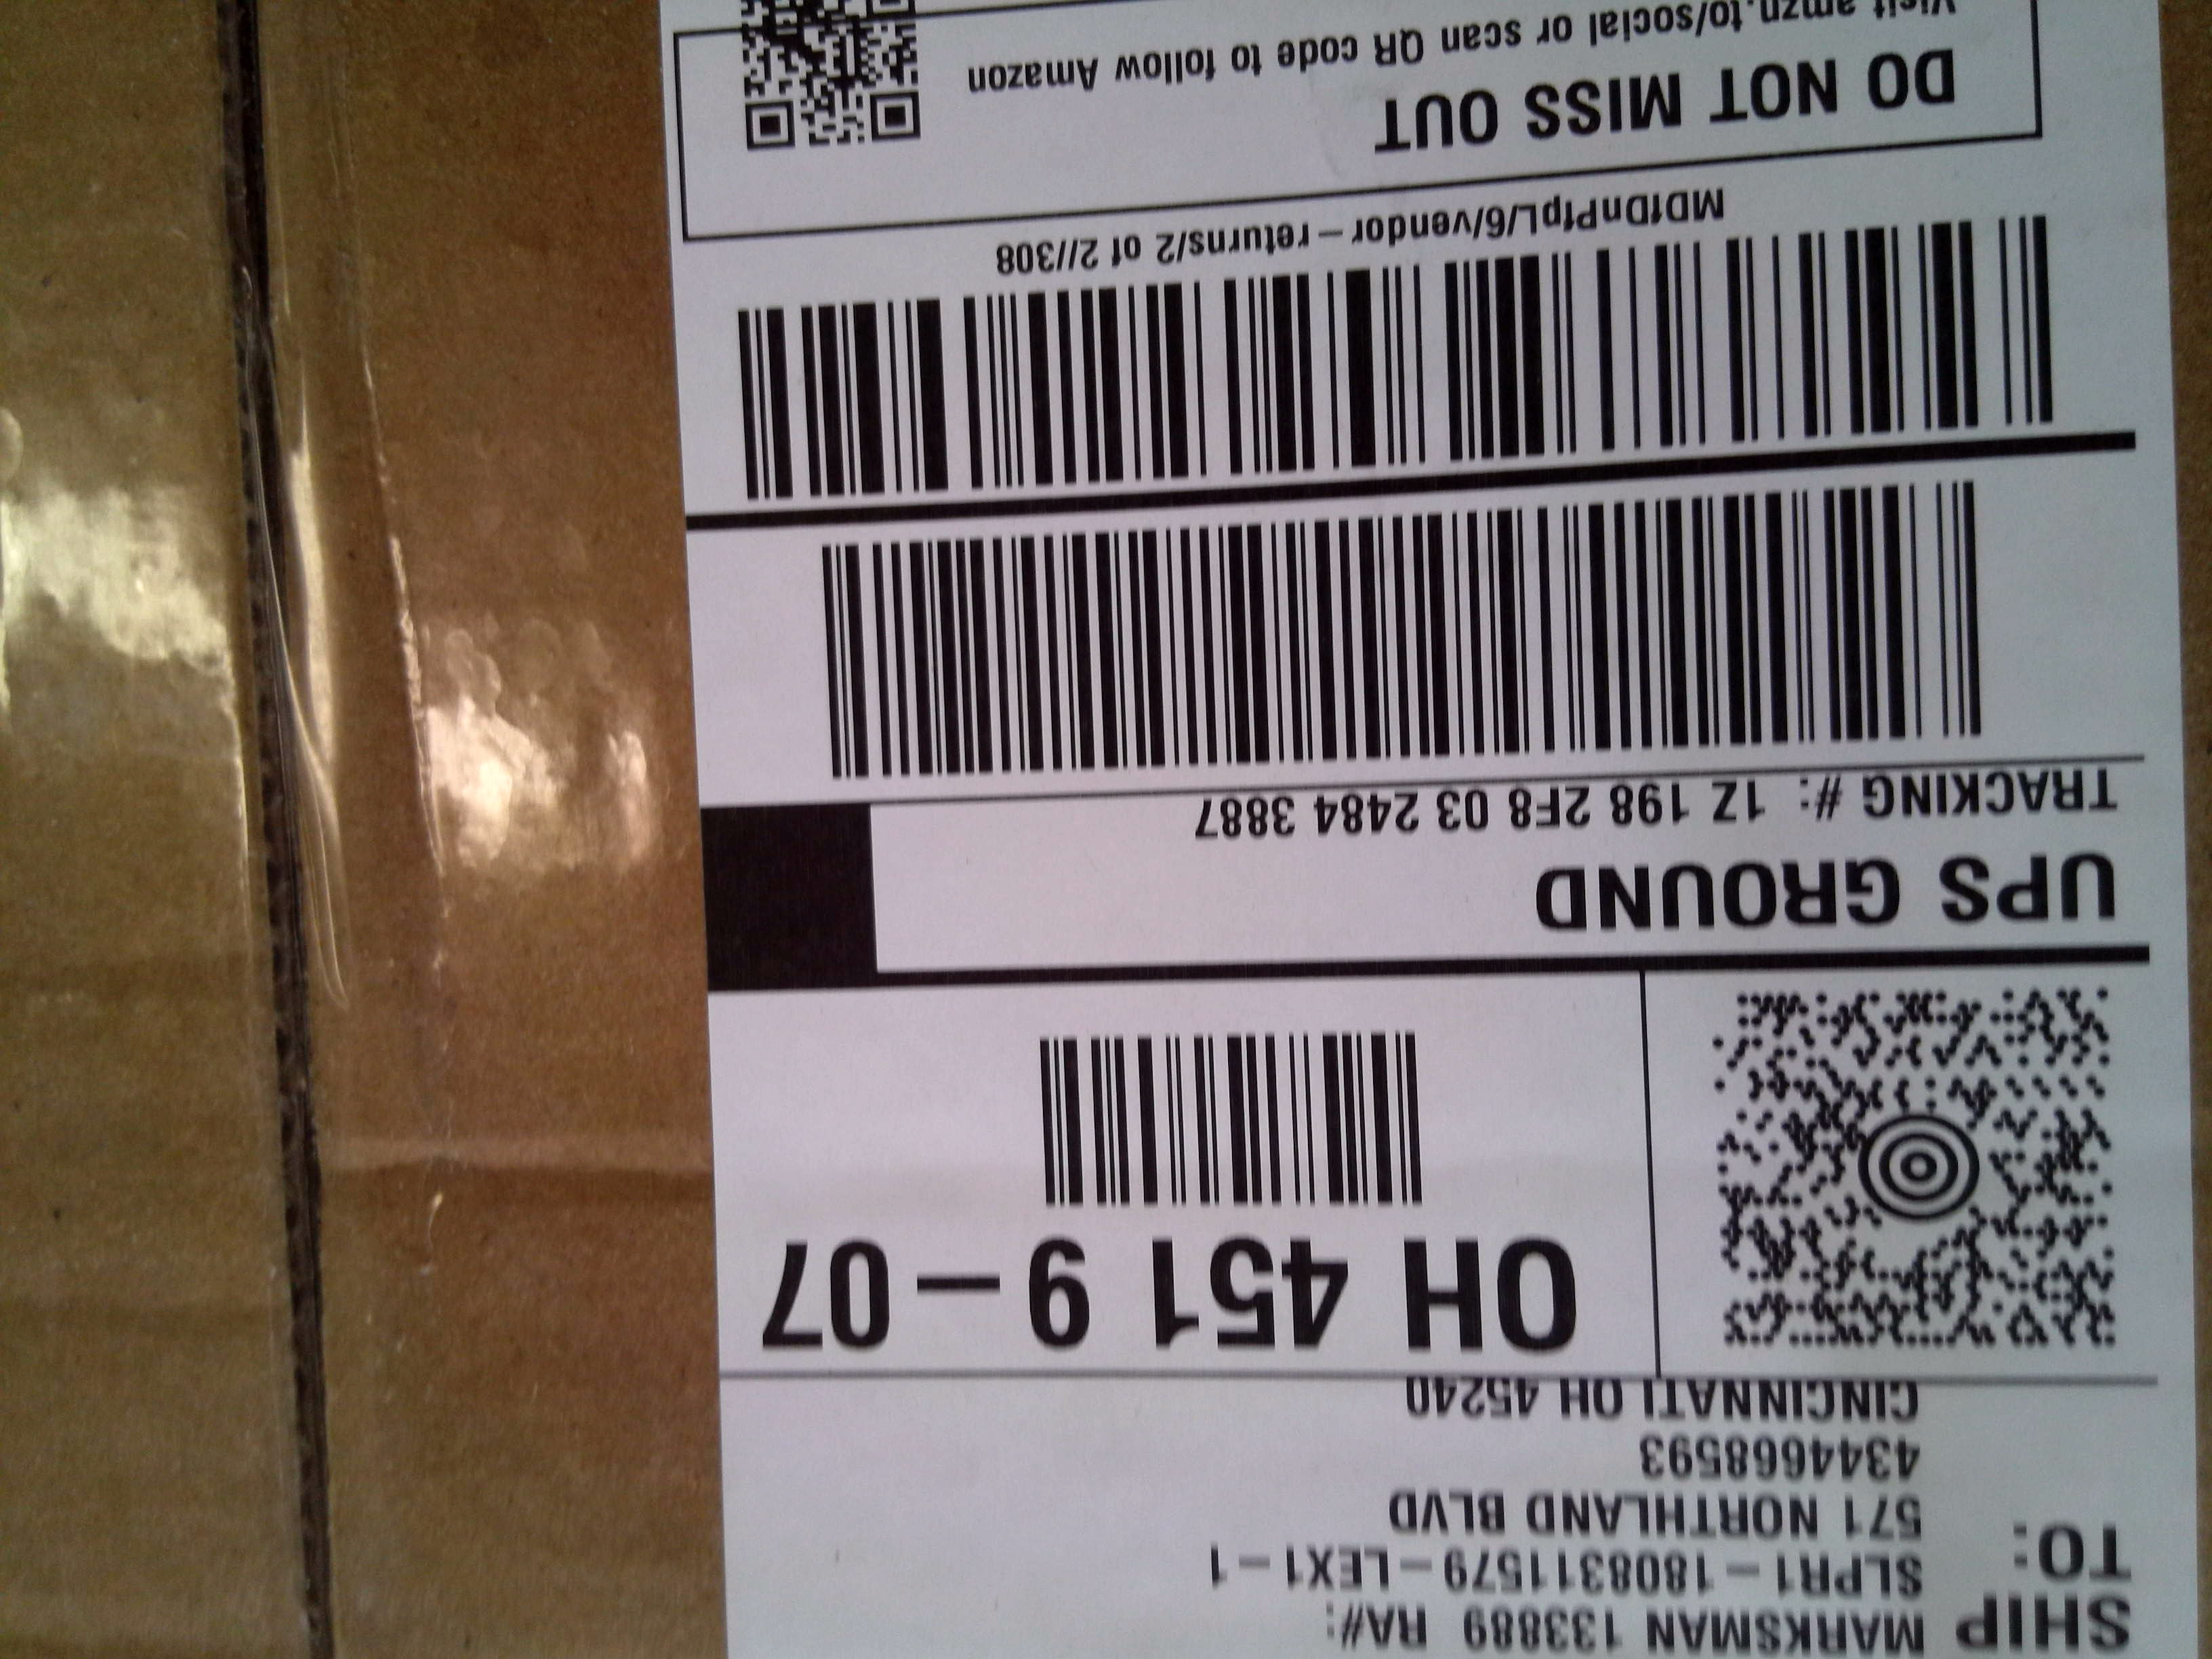 SHIP
TO:
MARKSMAN 133889 RA#:
SLPR1-1808311579-LEX1-1
571 NORTHLAND BLVD
4344668593
CINCINNATI OH 45240
OH 451 9-07
UPS GROUND
TRACKING #: 1Z 198 2F8 03 2484 3887
MDfDnPfpL/6/vendor-returns/2 of 2//308
DO NOT MISS OUT
Visit amzn.to/social or scan QR code to follow Amazon